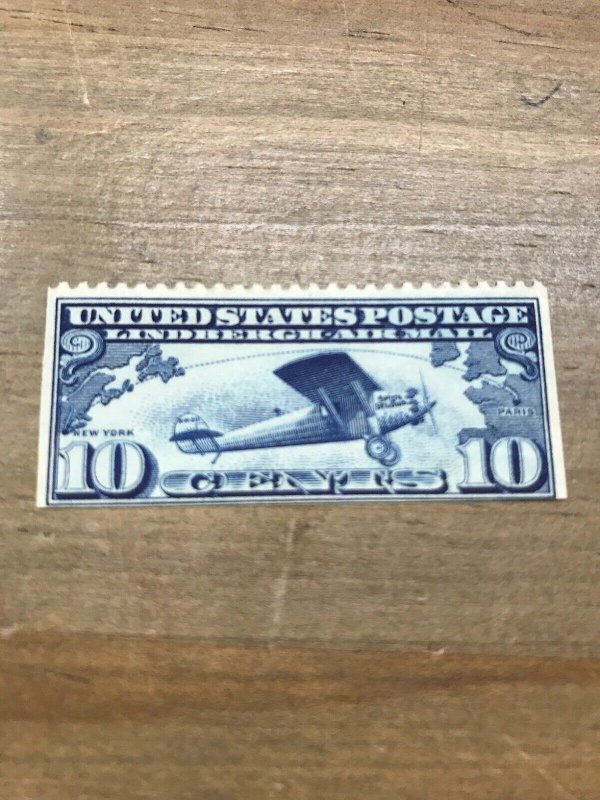 UNITED STATES POSTAGE
LINDBERGH AIR MAIL
NEW YORK
PARIS
10 CENTS 10